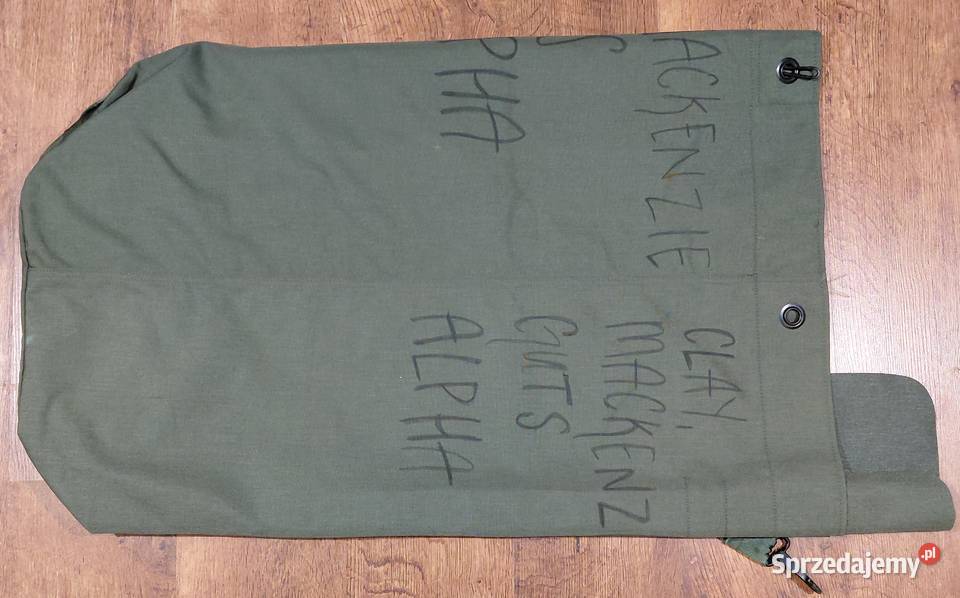 ACKENZIE
S
PHA
CLAY,
MACKENZ
GUTS
ALPHA
Sprzedajemy.pl